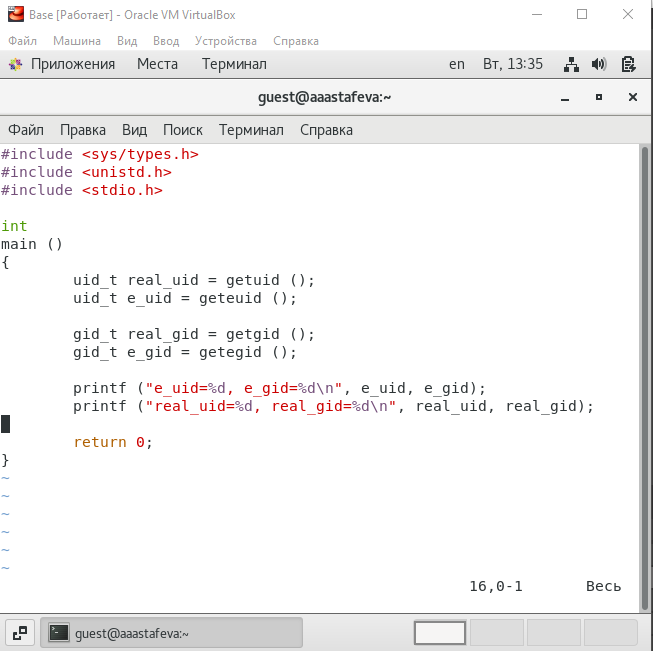 Base [Работает] - Oracle VM VirtualBox
Файл Машина Вид Ввод Устройства Справка
Приложения Места Терминал en Вт, 13:35
guest@aaastafeva:~
Файл Правка Вид Поиск Терминал Справка
#include <sys/types.h>
#include <unistd.h>
#include <stdio.h>
int
main ()
{
uid_t real_uid = getuid ();
uid_t e_uid = geteuid ();
gid_t real_gid = getgid ();
gid_t e_gid = getegid ();
printf ("e_uid=%d, e_gid=%d\n", e_uid, e_gid);
printf ("real_uid=%d, real_gid=%d\n", real_uid, real_gid);
return 0;
}
~
~
~
~
~
~
16,0-1 Весь
guest@aaastafeva:~